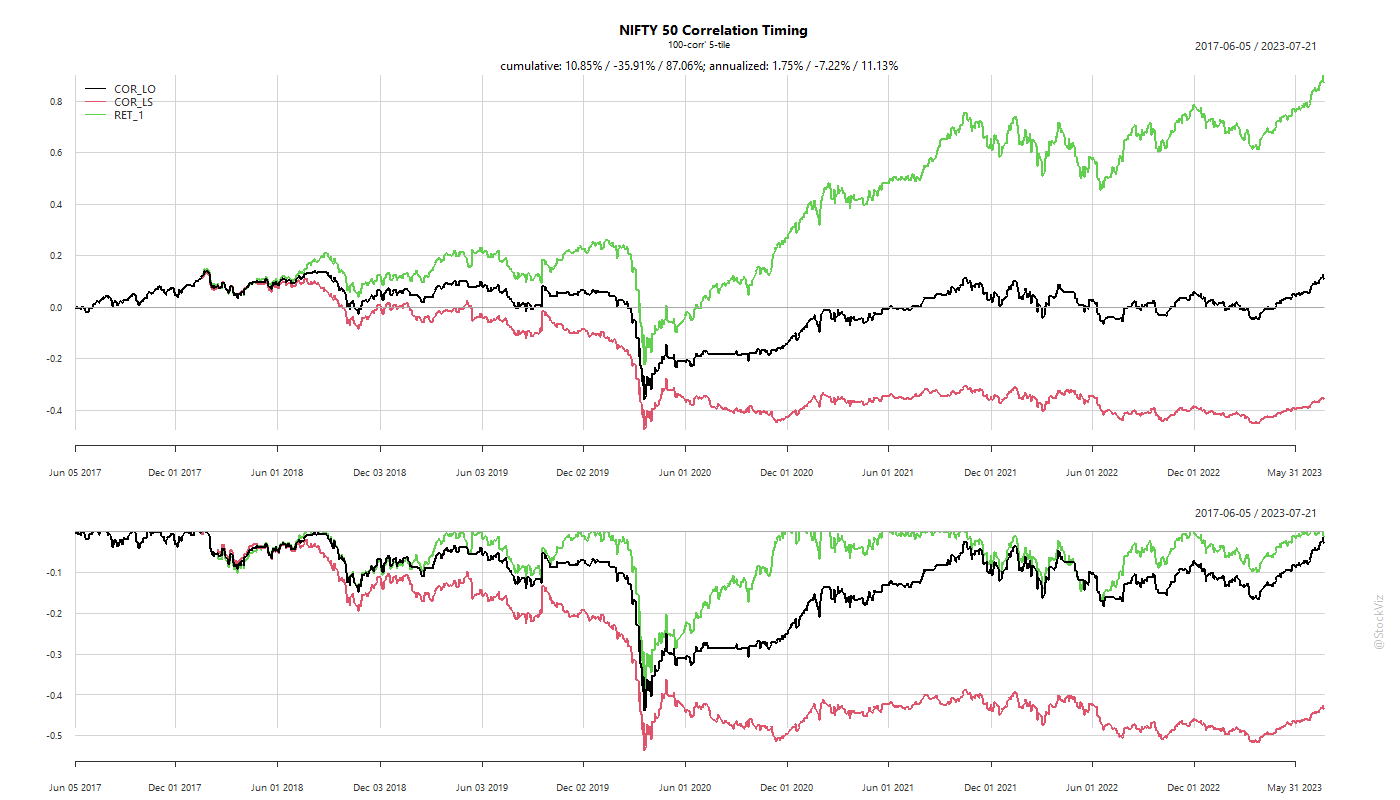 NIFTY 50 Correlation Timing
100-corr' 5-tile
2017-06-05 / 2023-07-21
cumulative: 10.85% / -35.91% / 87.06%; annualized: 1.75% / -7.22% / 11.13%
COR_LO
COR_LS
RET_1
0.8
0.6
0.4
0.2
0.0
-0.2
-0.4
Jun 05 2017 Dec 01 2017 Jun 01 2018 Dec 03 2018 Jun 03 2019 Dec 02 2019 Jun 01 2020 Dec 01 2020 Jun 01 2021 Dec 01 2021 Jun 01 2022 Dec 01 2022 May 31 2023
2017-06-05 / 2023-07-21
-0.1
-0.2
-0.3
-0.4
-0.5
Jun 05 2017 Dec 01 2017 Jun 01 2018 Dec 03 2018 Jun 03 2019 Dec 02 2019 Jun 01 2020 Dec 01 2020 Jun 01 2021 Dec 01 2021 Jun 01 2022 Dec 01 2022 May 31 2023
@StockViz